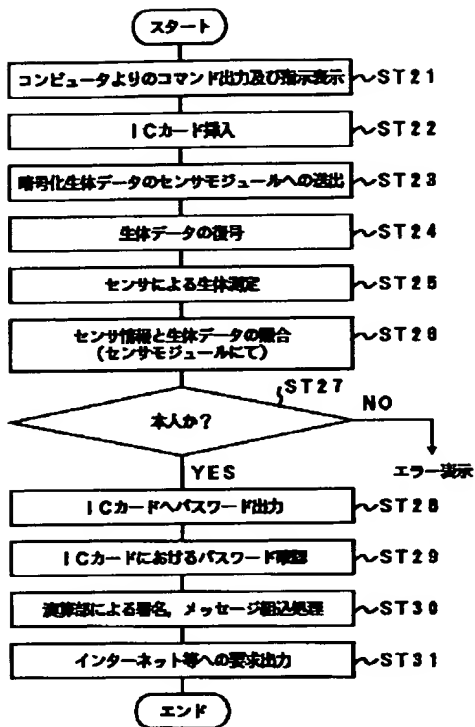 スタート
コンピュータよりのコマンド出力及び指示表示 ST21
ICカード挿入 ST22
暗号化生体データのセンサモジュールへの送出 ST23
生体データの復号 ST24
センサによる生体測定 ST25
センサ情報と生体データの照合 ST26
(センサモジュールにて)
ST27
本人か? NO
エラー表示
YES
ICカードへパスワード出力 ST28
ICカードにおけるパスワード確認 ST29
演算部による署名,メッセージ組込処理 ST30
インターネット等への要求出力 ST31
エンド